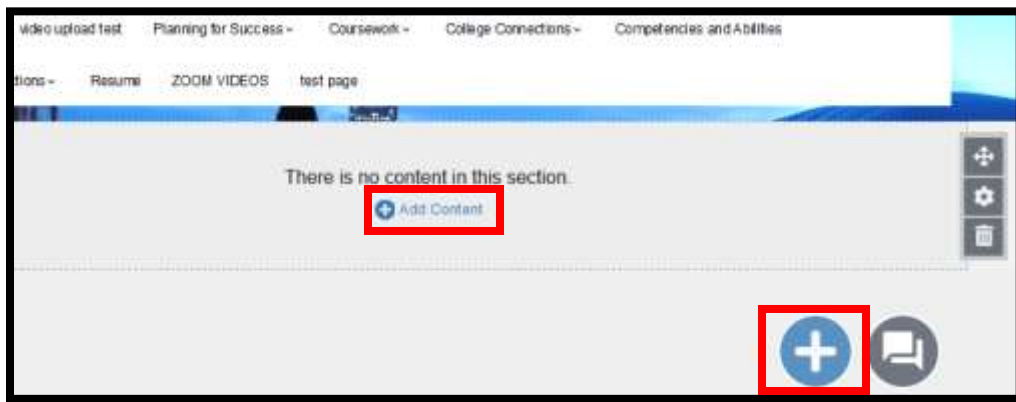 video upload test Planning for Success Coursework College Connections Competencies and Abilities
tions Resume ZOOM VIDEOS test page
There is no content in this section.
Add Content